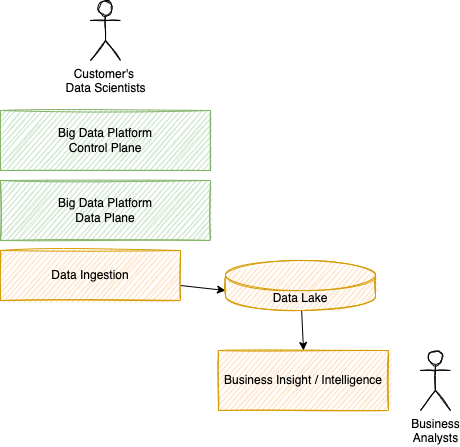 Customer's
Data Scientists
Big Data Platform
Control Plane
Big Data Platform
Data Plane
Data Ingestion
Data Lake
Business Insight / Intelligence
Business
Analysts